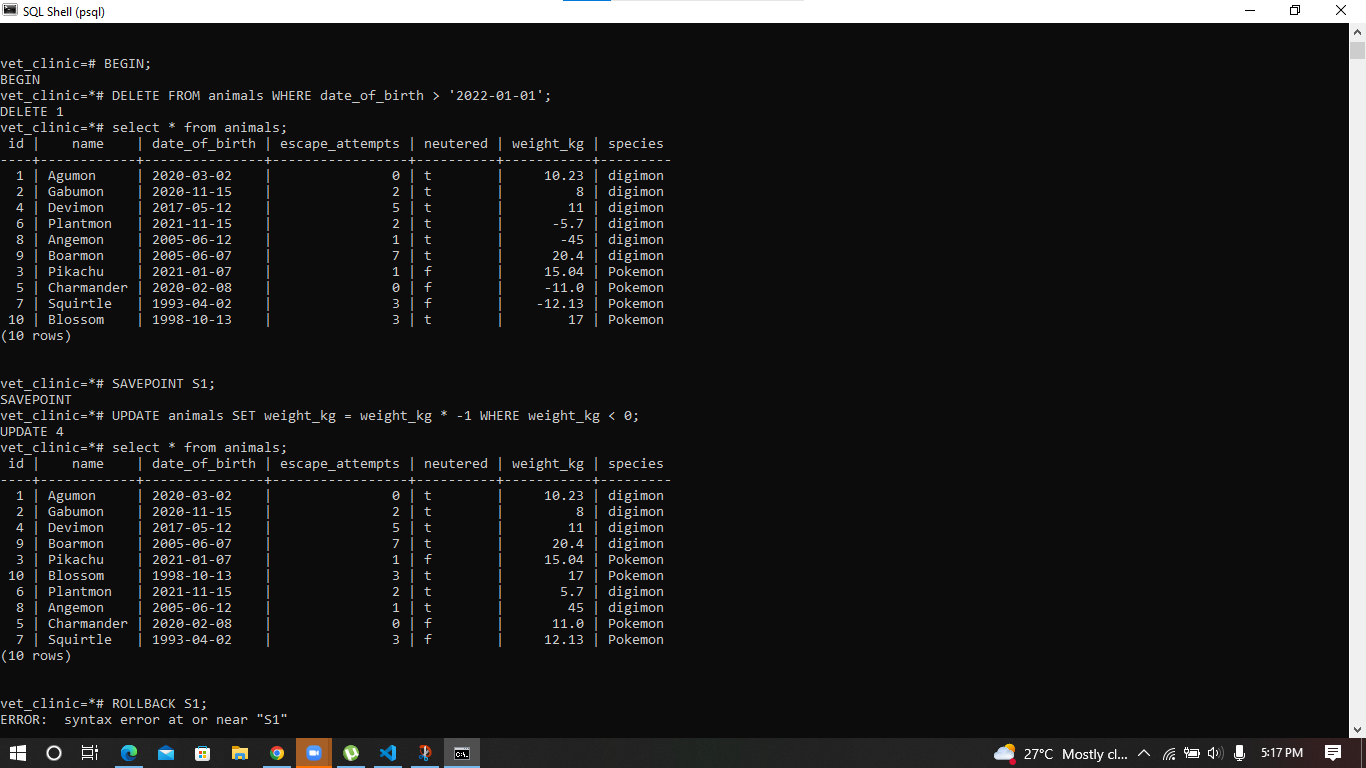 SQL Shell (psql)
vet_clinic=# BEGIN;
BEGIN
vet_clinic=*# DELETE FROM animals WHERE date_of_birth > '2022-01-01';
DELETE 1
vet_clinic=*# select * from animals;
 id |    name    | date_of_birth | escape_attempts | neutered | weight_kg | species
----+------------+---------------+-----------------+----------+-----------+---------
  1 | Agumon     | 2020-03-02    |               0 | t        |     10.23 | digimon
  2 | Gabumon    | 2020-11-15    |               2 | t        |         8 | digimon
  4 | Devimon    | 2017-05-12    |               5 | t        |        11 | digimon
  6 | Plantmon   | 2021-11-15    |               2 | t        |      -5.7 | digimon
  8 | Angemon    | 2005-06-12    |               1 | t        |       -45 | digimon
  9 | Boarmon    | 2005-06-07    |               7 | t        |      20.4 | digimon
  3 | Pikachu    | 2021-01-07    |               1 | f        |     15.04 | Pokemon
  5 | Charmander | 2020-02-08    |               0 | f        |     -11.0 | Pokemon
  7 | Squirtle   | 1993-04-02    |               3 | f        |    -12.13 | Pokemon
 10 | Blossom    | 1998-10-13    |               3 | t        |        17 | Pokemon
(10 rows)
vet_clinic=*# SAVEPOINT S1;
SAVEPOINT
vet_clinic=*# UPDATE animals SET weight_kg = weight_kg * -1 WHERE weight_kg < 0;
UPDATE 4
vet_clinic=*# select * from animals;
 id |    name    | date_of_birth | escape_attempts | neutered | weight_kg | species
----+------------+---------------+-----------------+----------+-----------+---------
  1 | Agumon     | 2020-03-02    |               0 | t        |     10.23 | digimon
  2 | Gabumon    | 2020-11-15    |               2 | t        |         8 | digimon
  4 | Devimon    | 2017-05-12    |               5 | t        |        11 | digimon
  9 | Boarmon    | 2005-06-07    |               7 | t        |      20.4 | digimon
  3 | Pikachu    | 2021-01-07    |               1 | f        |     15.04 | Pokemon
 10 | Blossom    | 1998-10-13    |               3 | t        |        17 | Pokemon
  6 | Plantmon   | 2021-11-15    |               2 | t        |       5.7 | digimon
  8 | Angemon    | 2005-06-12    |               1 | t        |        45 | digimon
  5 | Charmander | 2020-02-08    |               0 | f        |      11.0 | Pokemon
  7 | Squirtle   | 1993-04-02    |               3 | f        |     12.13 | Pokemon
(10 rows)
vet_clinic=*# ROLLBACK S1;
ERROR:  syntax error at or near "S1"
27°C Mostly cl... 5:17 PM